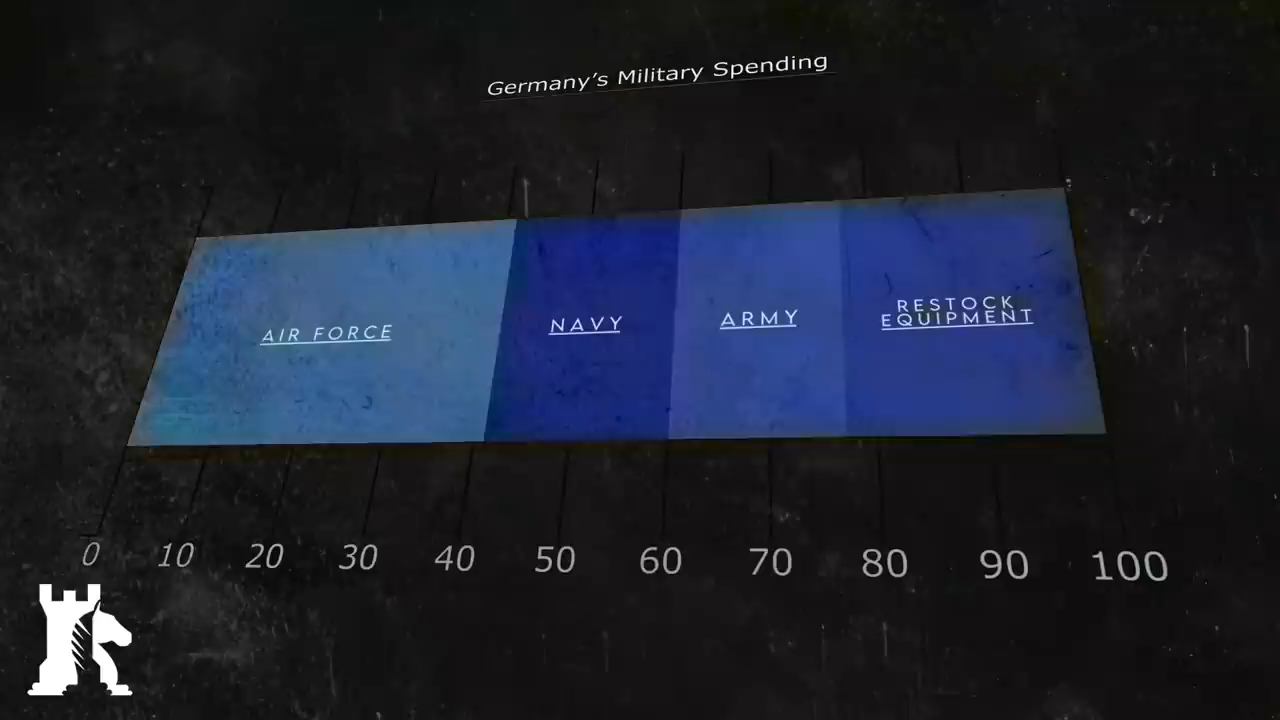 Germany’s Military Spending
AIR FORCE
NAVY
ARMY
RESTOCK
EQUIPMENT
0 10 20 30 40 50 60 70 80 90 100